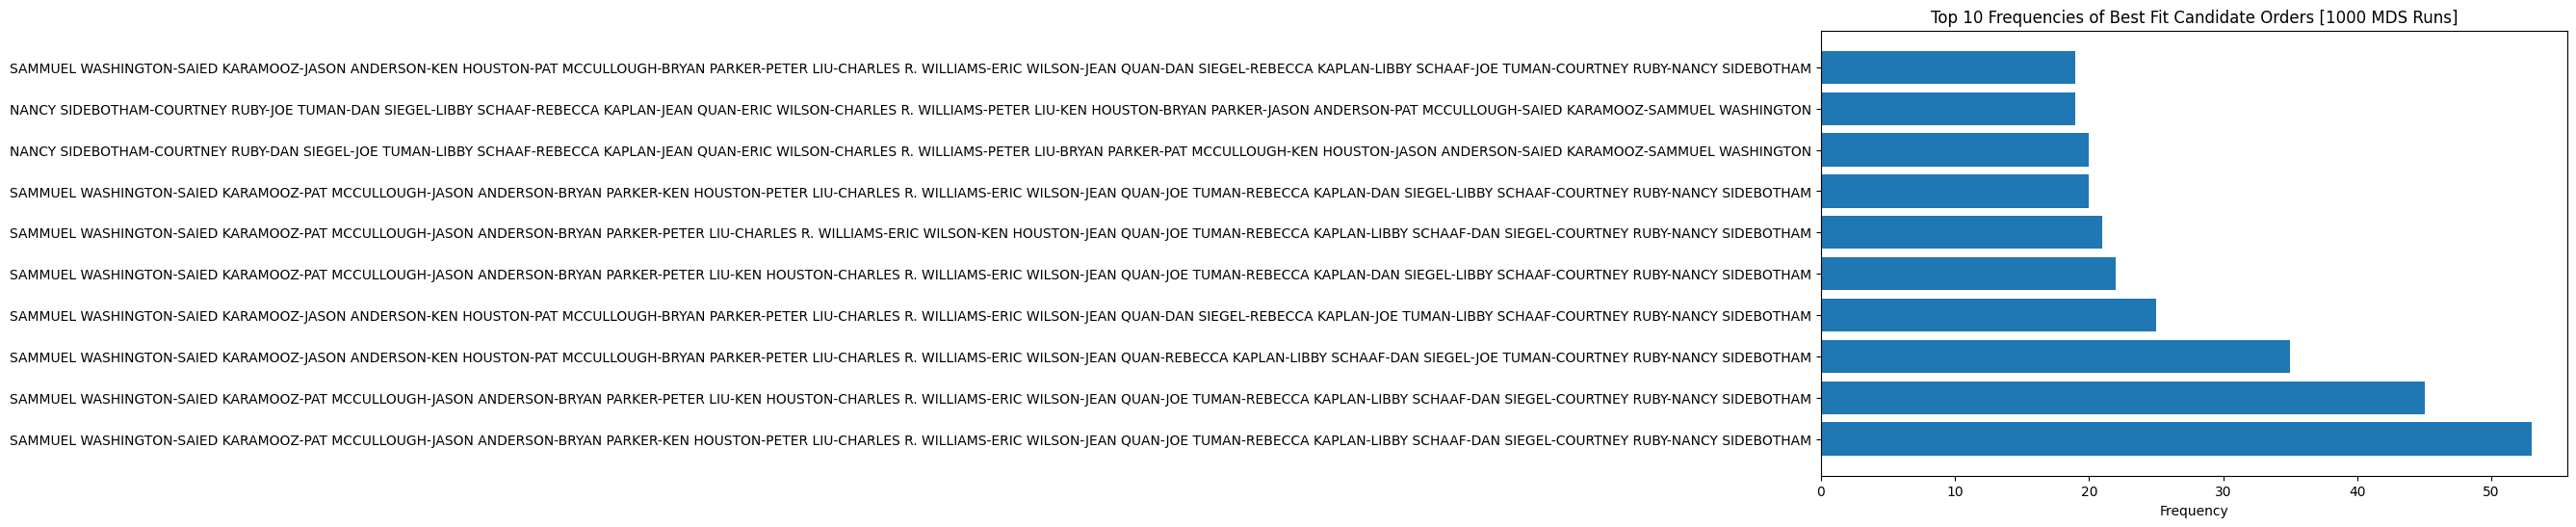 Top 10 Frequencies of Best Fit Candidate Orders [1000 MDS Runs]
SAMMUEL WASHINGTON-SAIED KARAMOOZ-JASON ANDERSON-KEN HOUSTON-PAT MCCULLOUGH-BRYAN PARKER-PETER LIU-CHARLES R. WILLIAMS-ERIC WILSON-JEAN QUAN-DAN SIEGEL-REBECCA KAPLAN-LIBBY SCHAAF-JOE TUMAN-COURTNEY RUBY-NANCY SIDEBOTHAM
NANCY SIDEBOTHAM-COURTNEY RUBY-JOE TUMAN-DAN SIEGEL-LIBBY SCHAAF-REBECCA KAPLAN-JEAN QUAN-ERIC WILSON-CHARLES R. WILLIAMS-PETER LIU-KEN HOUSTON-BRYAN PARKER-JASON ANDERSON-PAT MCCULLOUGH-SAIED KARAMOOZ-SAMMUEL WASHINGTON
NANCY SIDEBOTHAM-COURTNEY RUBY-DAN SIEGEL-JOE TUMAN-LIBBY SCHAAF-REBECCA KAPLAN-JEAN QUAN-ERIC WILSON-CHARLES R. WILLIAMS-PETER LIU-BRYAN PARKER-PAT MCCULLOUGH-KEN HOUSTON-JASON ANDERSON-SAIED KARAMOOZ-SAMMUEL WASHINGTON
SAMMUEL WASHINGTON-SAIED KARAMOOZ-PAT MCCULLOUGH-JASON ANDERSON-BRYAN PARKER-KEN HOUSTON-PETER LIU-CHARLES R. WILLIAMS-ERIC WILSON-JEAN QUAN-JOE TUMAN-REBECCA KAPLAN-DAN SIEGEL-LIBBY SCHAAF-COURTNEY RUBY-NANCY SIDEBOTHAM
SAMMUEL WASHINGTON-SAIED KARAMOOZ-PAT MCCULLOUGH-JASON ANDERSON-BRYAN PARKER-PETER LIU-CHARLES R. WILLIAMS-ERIC WILSON-KEN HOUSTON-JEAN QUAN-JOE TUMAN-REBECCA KAPLAN-LIBBY SCHAAF-DAN SIEGEL-COURTNEY RUBY-NANCY SIDEBOTHAM
SAMMUEL WASHINGTON-SAIED KARAMOOZ-PAT MCCULLOUGH-JASON ANDERSON-BRYAN PARKER-PETER LIU-KEN HOUSTON-CHARLES R. WILLIAMS-ERIC WILSON-JEAN QUAN-JOE TUMAN-REBECCA KAPLAN-DAN SIEGEL-LIBBY SCHAAF-COURTNEY RUBY-NANCY SIDEBOTHAM
SAMMUEL WASHINGTON-SAIED KARAMOOZ-JASON ANDERSON-KEN HOUSTON-PAT MCCULLOUGH-BRYAN PARKER-PETER LIU-CHARLES R. WILLIAMS-ERIC WILSON-JEAN QUAN-DAN SIEGEL-REBECCA KAPLAN-JOE TUMAN-LIBBY SCHAAF-COURTNEY RUBY-NANCY SIDEBOTHAM
SAMMUEL WASHINGTON-SAIED KARAMOOZ-JASON ANDERSON-KEN HOUSTON-PAT MCCULLOUGH-BRYAN PARKER-PETER LIU-CHARLES R. WILLIAMS-ERIC WILSON-JEAN QUAN-REBECCA KAPLAN-LIBBY SCHAAF-DAN SIEGEL-JOE TUMAN-COURTNEY RUBY-NANCY SIDEBOTHAM
SAMMUEL WASHINGTON-SAIED KARAMOOZ-PAT MCCULLOUGH-JASON ANDERSON-BRYAN PARKER-PETER LIU-KEN HOUSTON-CHARLES R. WILLIAMS-ERIC WILSON-JEAN QUAN-JOE TUMAN-REBECCA KAPLAN-LIBBY SCHAAF-DAN SIEGEL-COURTNEY RUBY-NANCY SIDEBOTHAM
SAMMUEL WASHINGTON-SAIED KARAMOOZ-PAT MCCULLOUGH-JASON ANDERSON-BRYAN PARKER-KEN HOUSTON-PETER LIU-CHARLES R. WILLIAMS-ERIC WILSON-JEAN QUAN-JOE TUMAN-REBECCA KAPLAN-LIBBY SCHAAF-DAN SIEGEL-COURTNEY RUBY-NANCY SIDEBOTHAM
0 10 20 30 40 50
Frequency